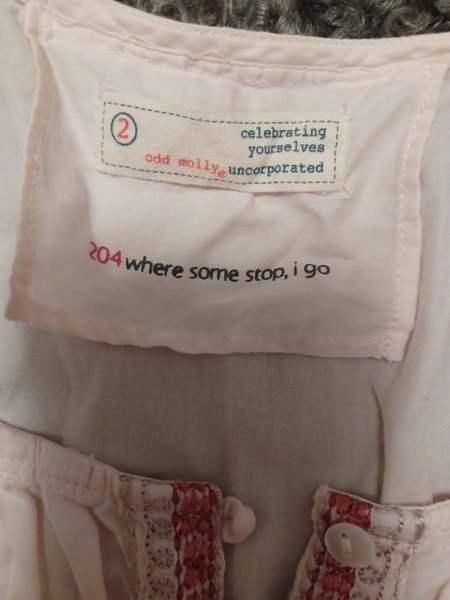 2
celebrating
yourselves
odd molly® uncorporated
204 where some stop, i go